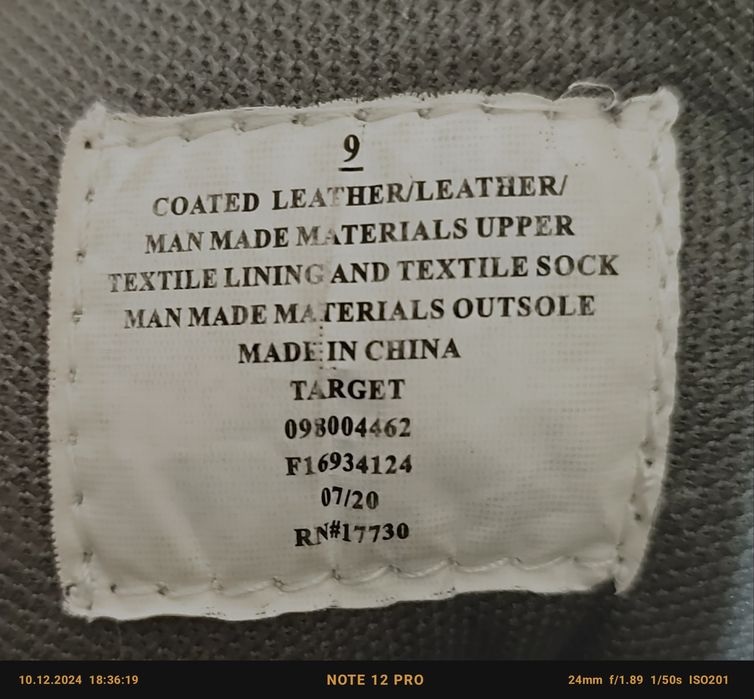 9
COATED LEATHER/LEATHER/
MAN MADE MATERIALS UPPER
TEXTILE LINING AND TEXTILE SOCK
MAN MADE MATERIALS OUTSOLE
MADE IN CHINA
TARGET
098004462
F16934124
07/20
RN#17730
10.12.2024 18:36:19 NOTE 12 PRO 24mm f/1.89 1/50s ISO201